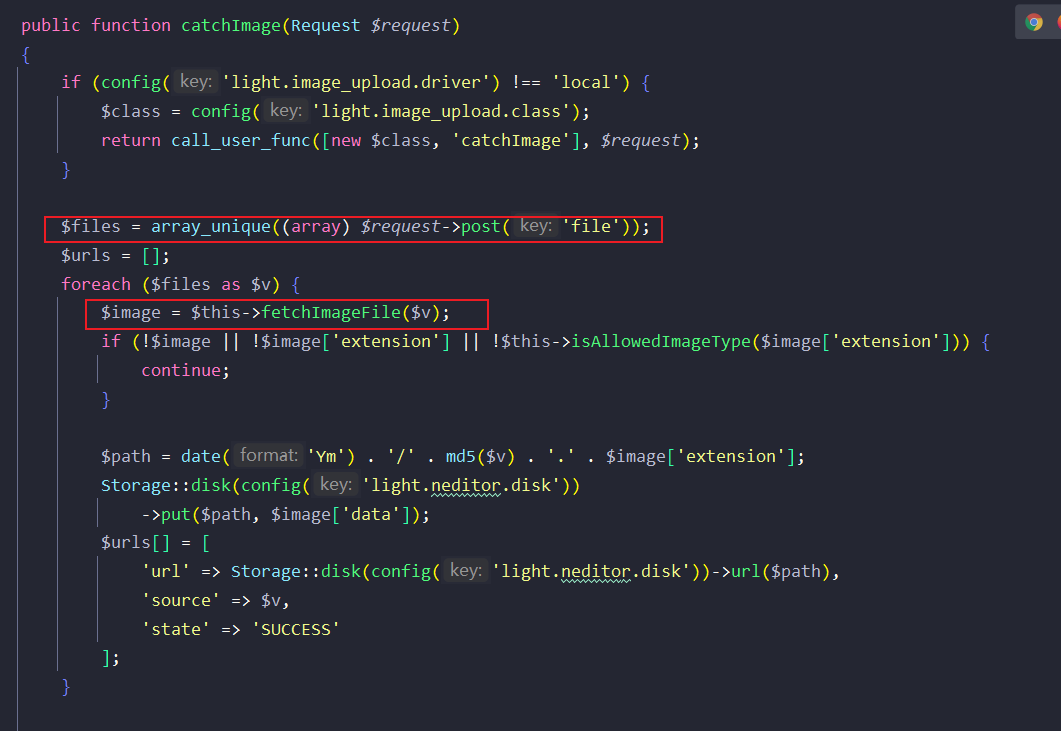 public function catchImage(Request $request)
{
if (config( key: 'light.image_upload.driver') !== 'local') {
$class = config( key: 'light.image_upload.class');
return call_user_func([new $class, 'catchImage'], $request);
}
$files = array_unique((array) $request->post( key: 'file'));
$urls = [];
foreach ($files as $v) {
$image = $this->fetchImageFile($v);
if (!$image || !$image['extension'] || !$this->isAllowedImageType($image['extension'])) {
continue;
}
$path = date( format: 'Ym') . '/' . md5($v) . '.' . $image['extension'];
Storage::disk(config( key: 'light.neditor.disk'))
->put($path, $image['data']);
$urls[] = [
'url' => Storage::disk(config( key: 'light.neditor.disk'))->url($path),
'source' => $v,
'state' => 'SUCCESS'
];
}